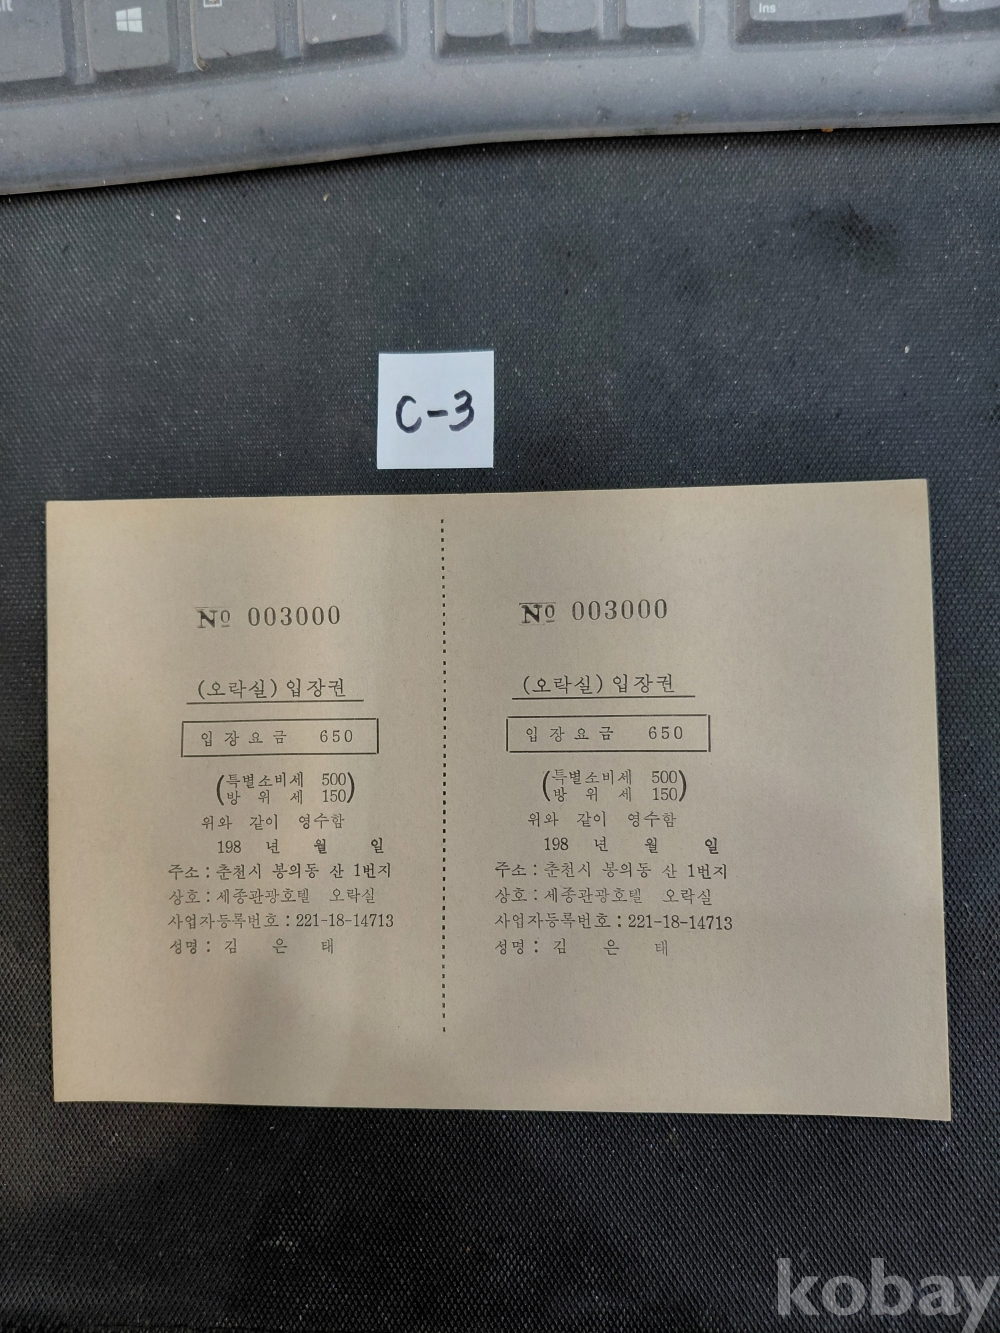 lt
Ins
C-3
No 003000
(오락실) 입장권
입장요금 650
(특별소비세 500
방위세 150)
위와 같이 영수함
198 년 월 일
주소 : 춘천시 봉의동 산 1번지
상호 : 세종관광호텔 오락실
사업자등록번호 : 221-18-14713
성명 : 김 은 태
No 003000
(오락실) 입장권
입장요금 650
(특별소비세 500
방위세 150)
위와 같이 영수함
198 년 월 일
주소 : 춘천시 봉의동 산 1번지
상호 : 세종관광호텔 오락실
사업자등록번호 : 221-18-14713
성명 : 김 은 태
kobay